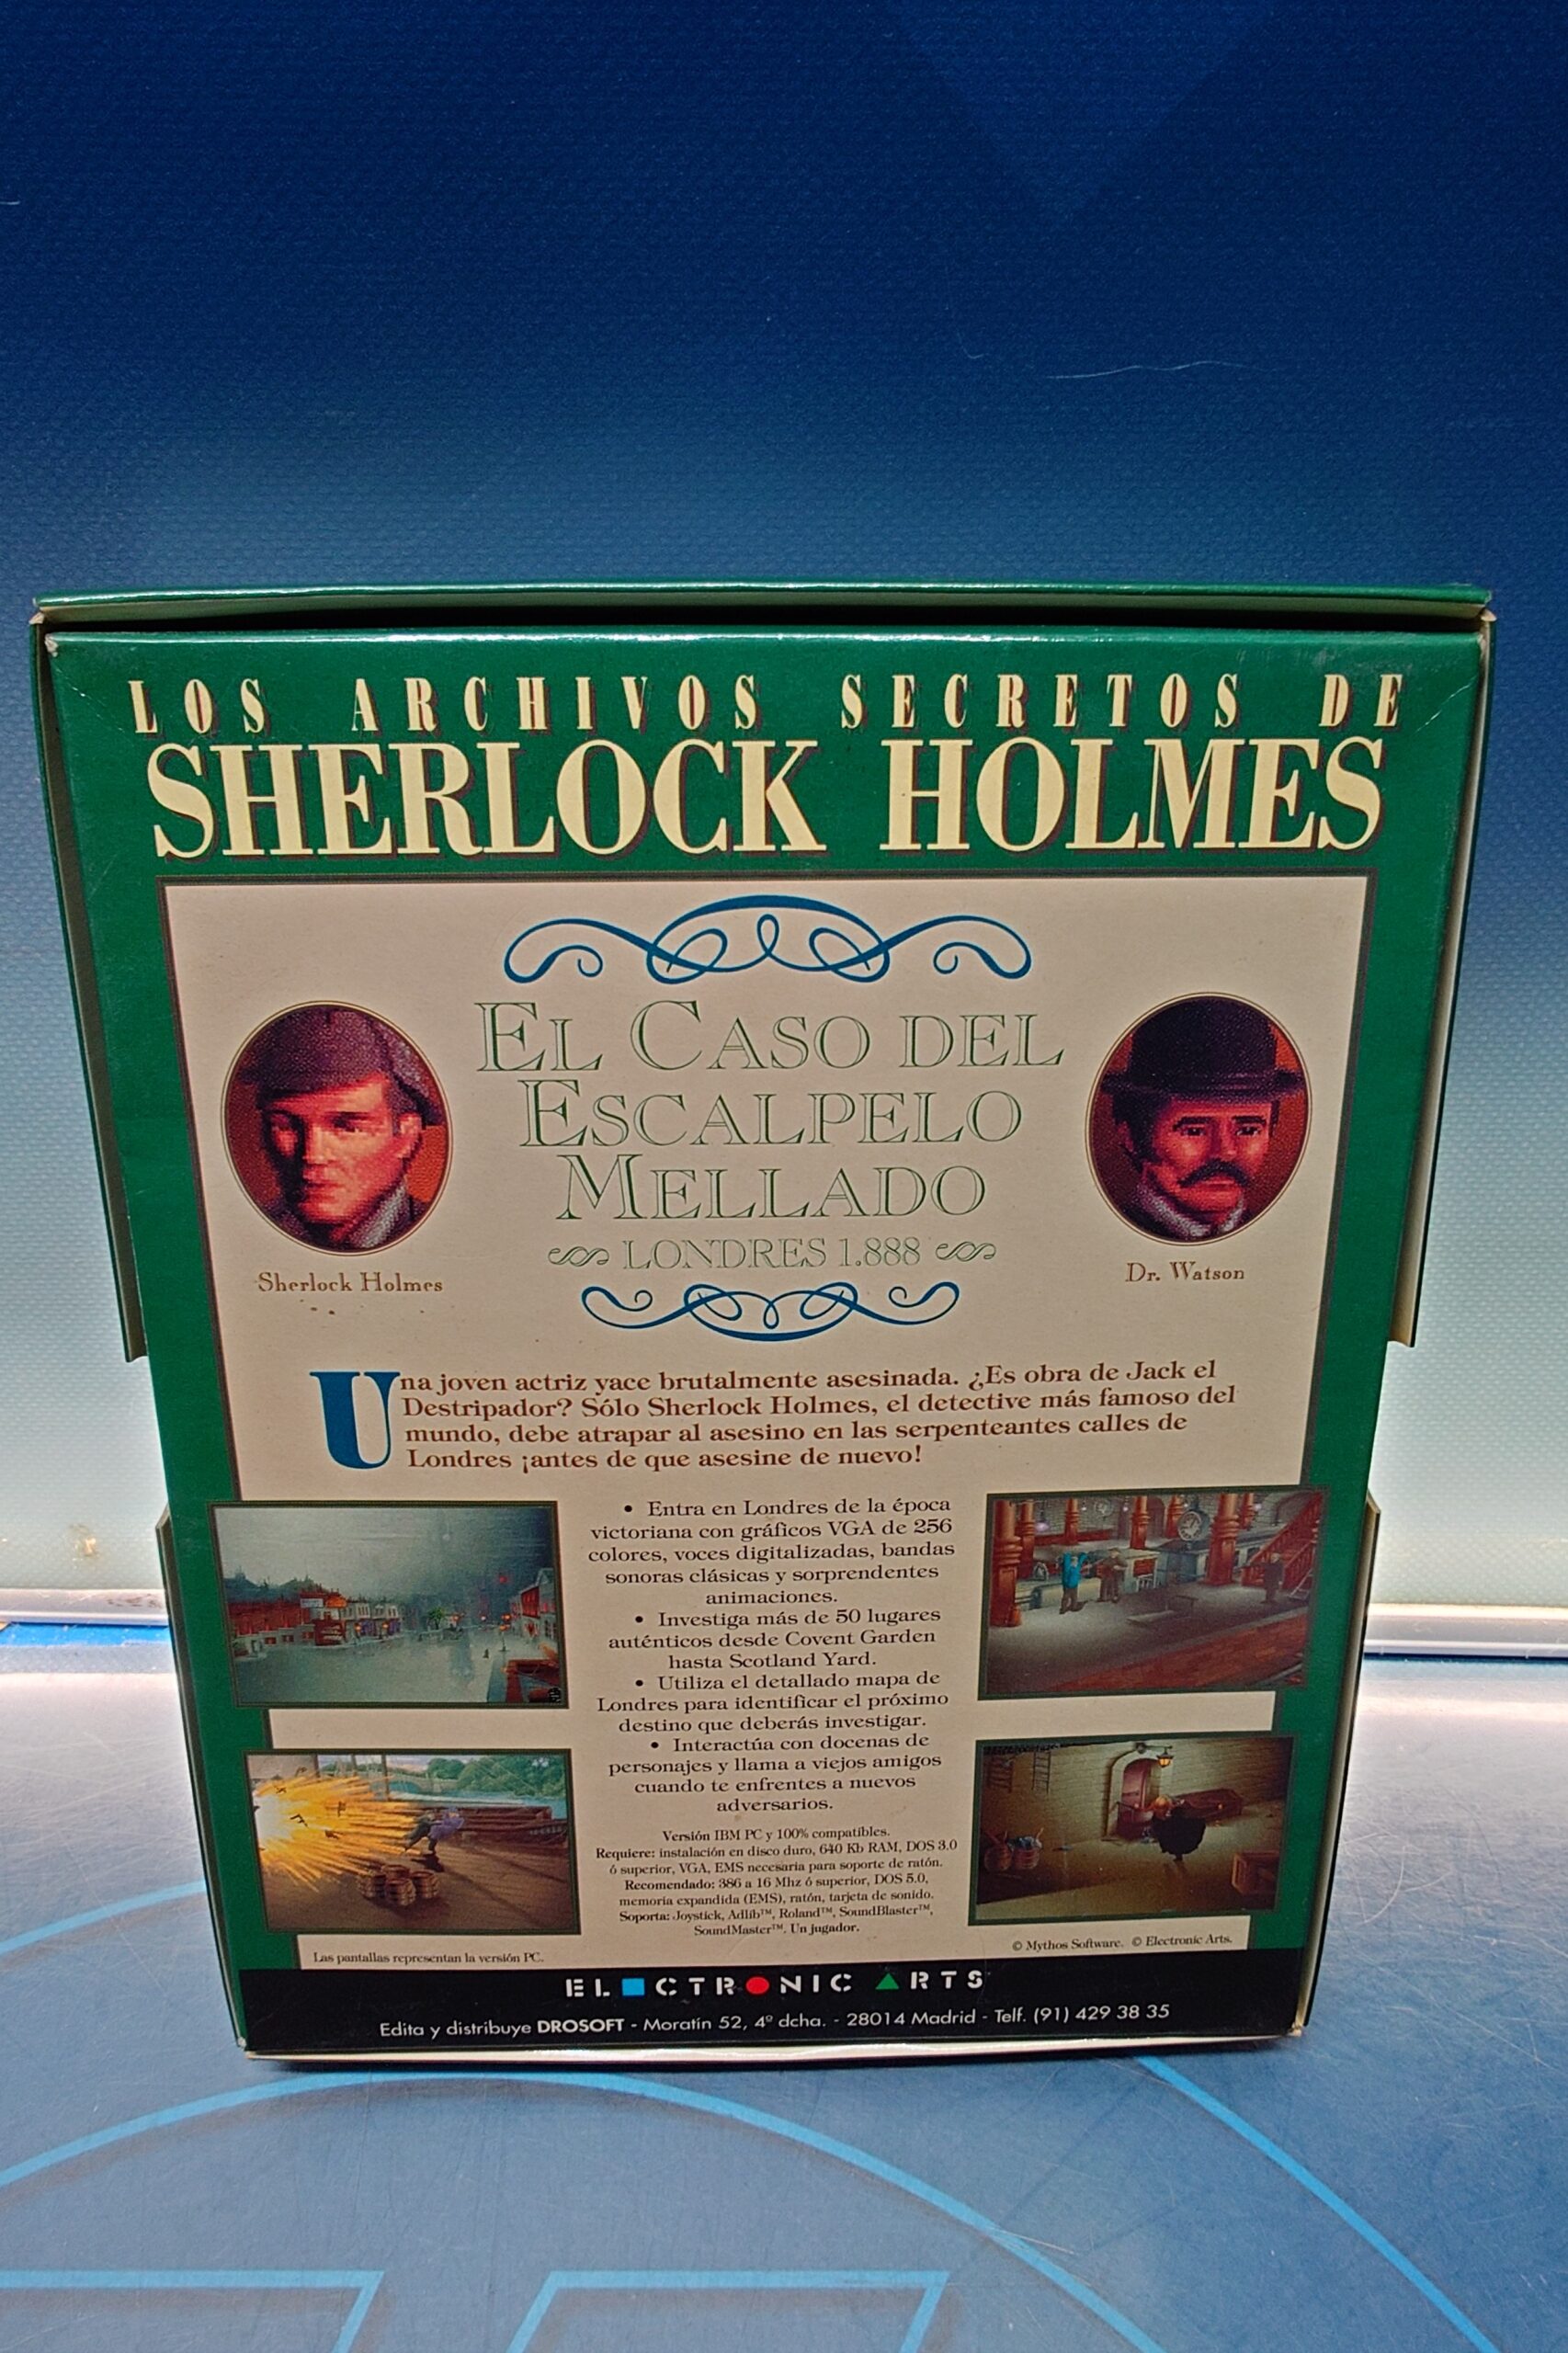 LOS ARCHIVOS SECRETOS DE
SHERLOCK HOLMES
EL CASO DEL
ESCALPELO
MELLADO
LONDRES 1.888
Sherlock Holmes
Dr. Watson
Una joven actriz yace brutalmente asesinada. ¿Es obra de Jack el
Destripador? Sólo Sherlock Holmes, el detective más famoso del
mundo, debe atrapar al asesino en las serpenteantes calles de
Londres ¡antes de que asesine de nuevo!
• Entra en Londres de la época
victoriana con gráficos VGA de 256
colores, voces digitalizadas, bandas
sonoras clásicas y sorprendentes
animaciones.
• Investiga más de 50 lugares
auténticos desde Covent Garden
hasta Scotland Yard.
• Utiliza el detallado mapa de
Londres para identificar el próximo
destino que deberás investigar.
• Interactúa con docenas de
personajes y llama a viejos amigos
cuando te enfrentes a nuevos
adversarios.
Versión IBM PC y 100% compatibles.
Requiere: instalación en disco duro, 640 Kb RAM, DOS 3.0
ó superior, VGA, EMS necesaria para soporte de ratón.
Recomendado: 386 a 16 Mhz ó superior, DOS 5.0,
memoria expandida (EMS), ratón, tarjeta de sonido.
Soporta: Joystick, Adlib™, Roland™, SoundBlaster™,
SoundMaster™. Un jugador.
Las pantallas representan la versión PC.
© Mythos Software. © Electronic Arts.
ELECTRONIC ARTS
Edita y distribuye DROSOFT - Moratín 52, 4º dcha. - 28014 Madrid - Telf. (91) 429 38 35